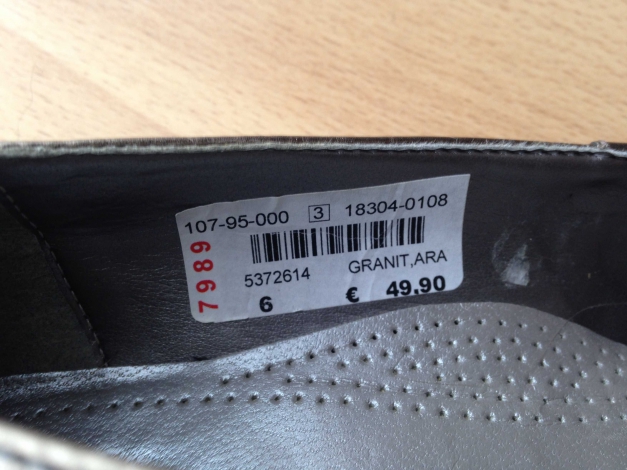 107-95-000 3 18304-0108
7989
5372614 GRANIT,ARA
6 € 49,90